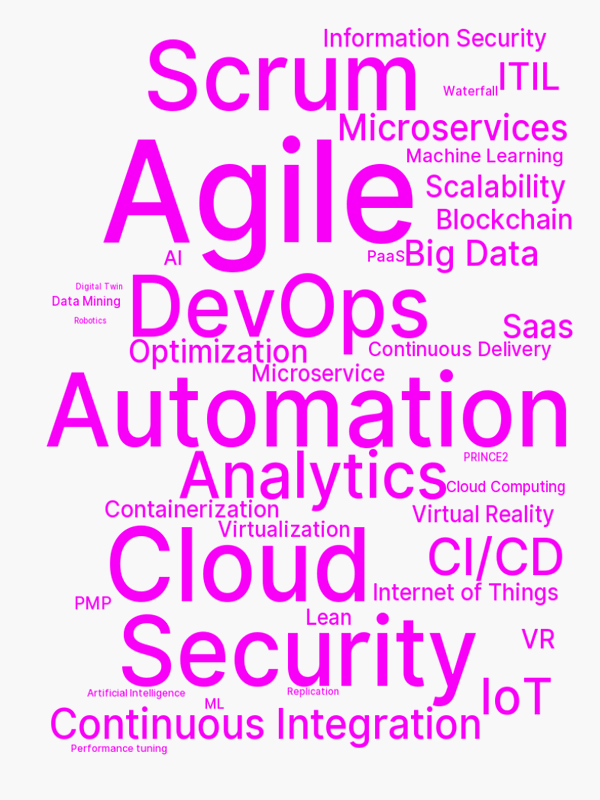 Information Security
Scrum
ITIL
Waterfall
Microservices
Machine Learning
Agile
Scalability
Blockchain
AI
PaaS
Big Data
Digital Twin
Data Mining
DevOps
Robotics
Saas
Optimization
Continuous Delivery
Microservice
Automation
PRINCE2
Analytics
Cloud Computing
Containerization
Virtual Reality
Virtualization
Cloud
CI/CD
Internet of Things
PMP
Lean
Security
VR
Artificial Intelligence
Replication
ML
IoT
Continuous Integration
Performance tuning